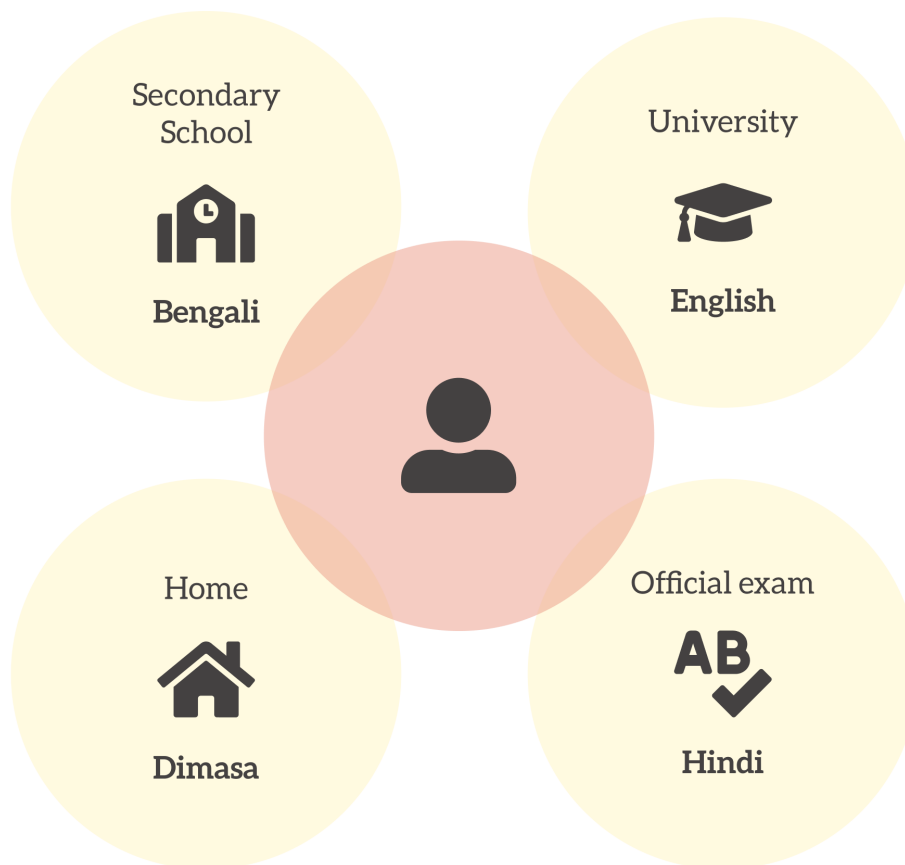 Secondary
School
Bengali
University
English
Home
Dimasa
Official exam
AB
Hindi